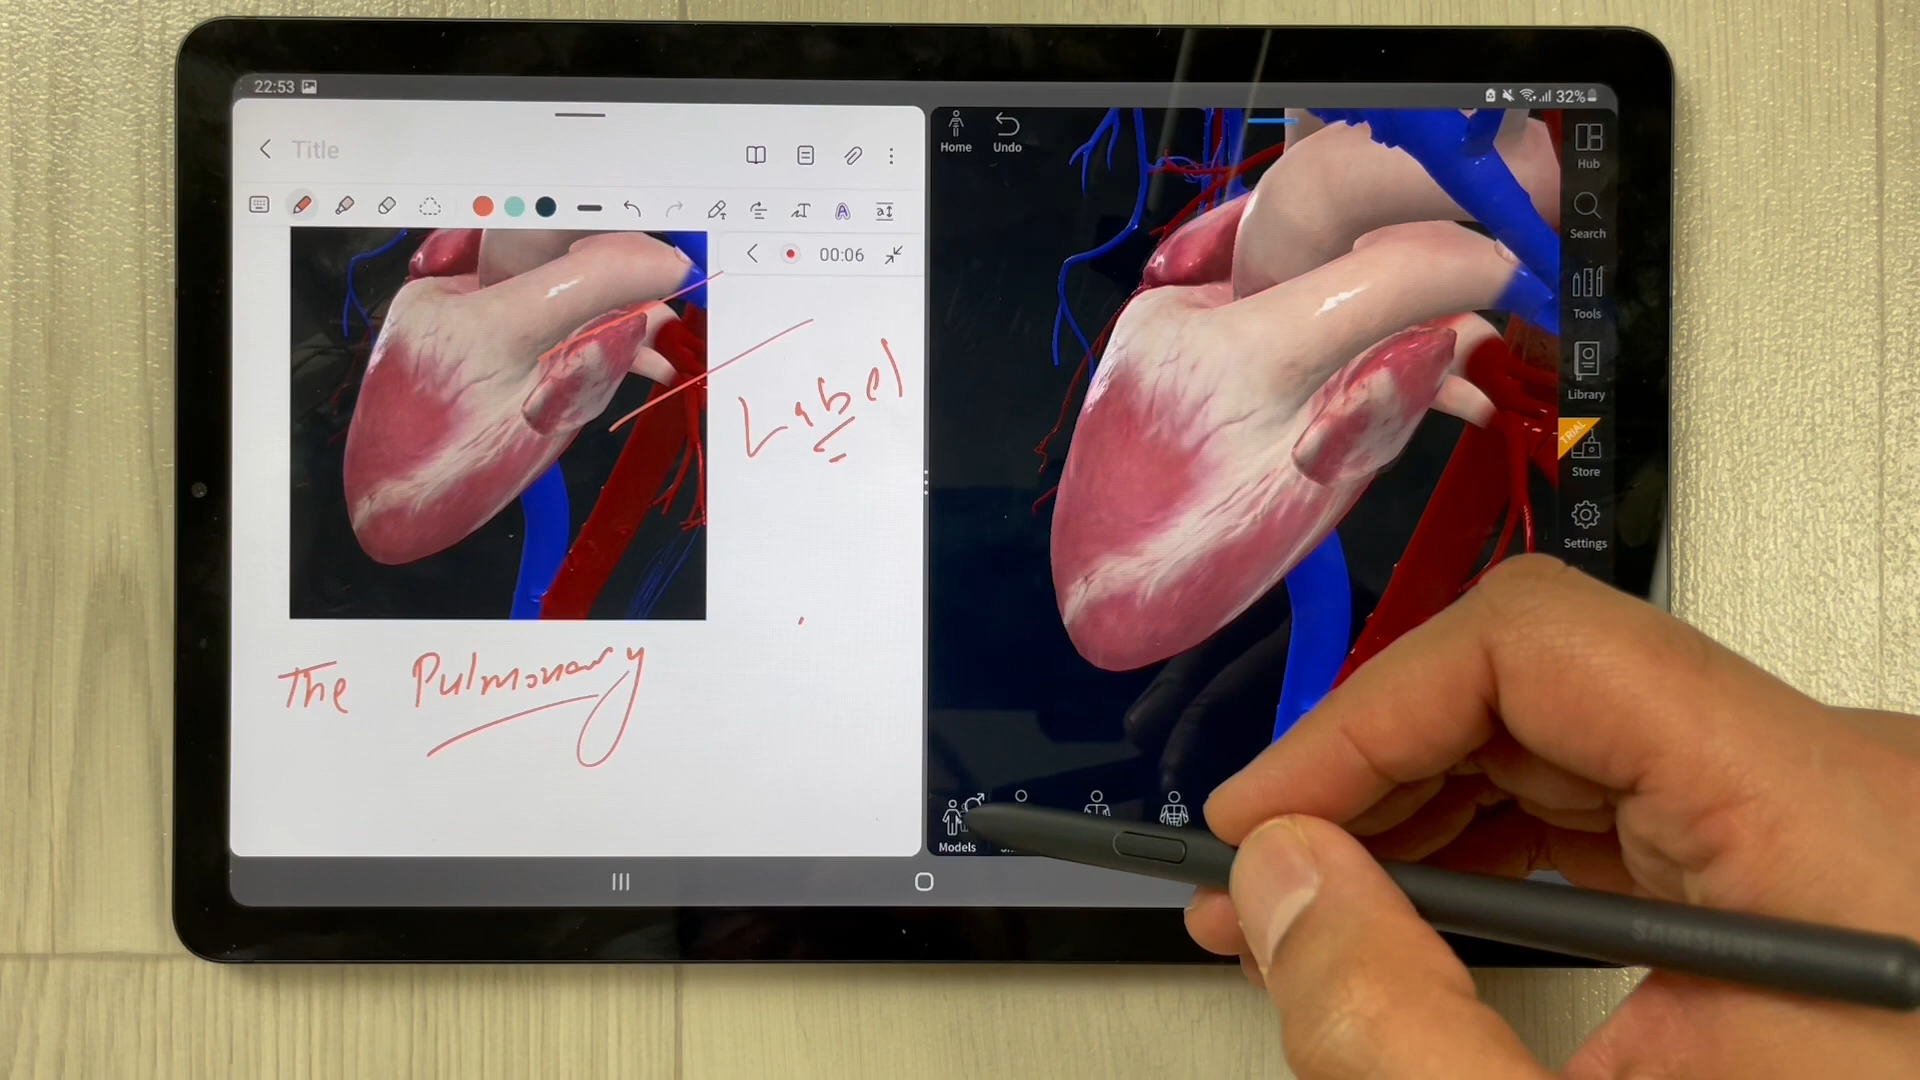 22:53
32%
Title
00:06
Label
The Pulmonary
Home
Undo
Hub
Search
Tools
Library
TRIAL
Store
Settings
Models
SAMSUNG